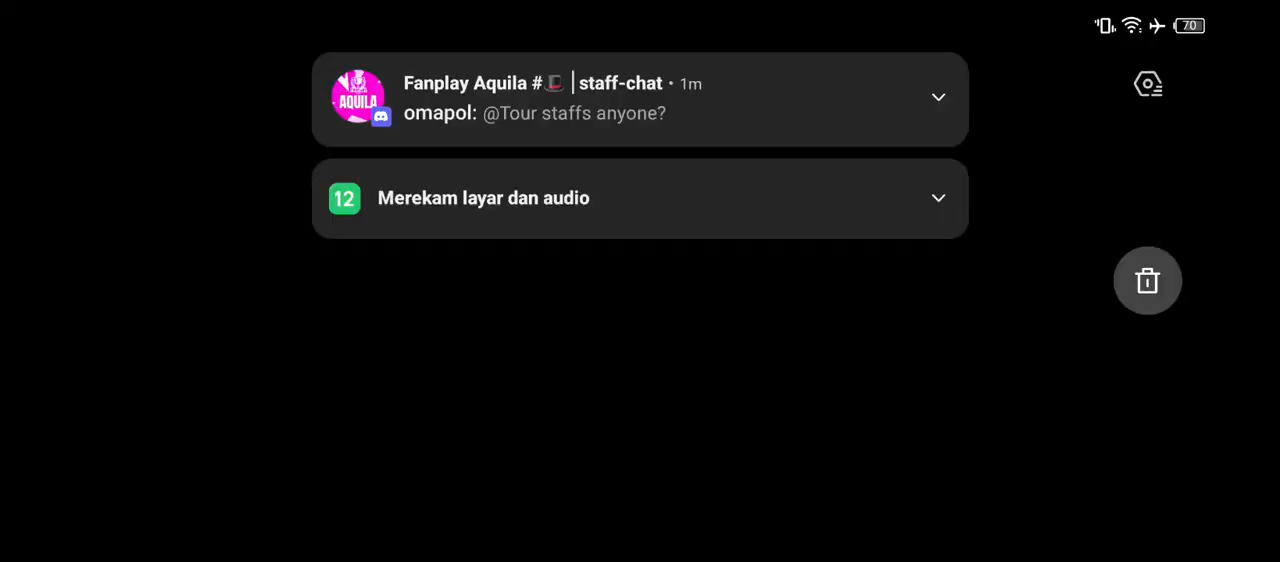 70
Fanplay Aquila #🎩│staff-chat • 1m
AQUILA
omapol: @Tour staffs anyone?
12 Merekam layar dan audio